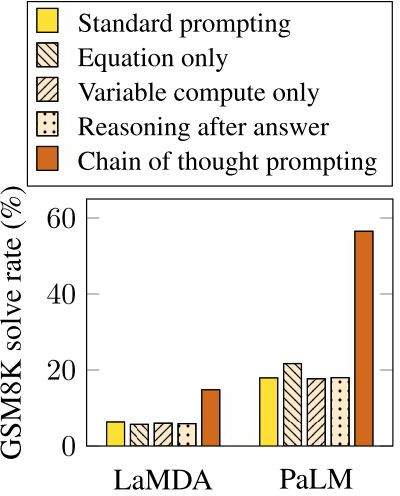 Standard prompting
Equation only
Variable compute only
Reasoning after answer
Chain of thought prompting
GSM8K solve rate (%)
60
40
20
0
LaMDA
PaLM